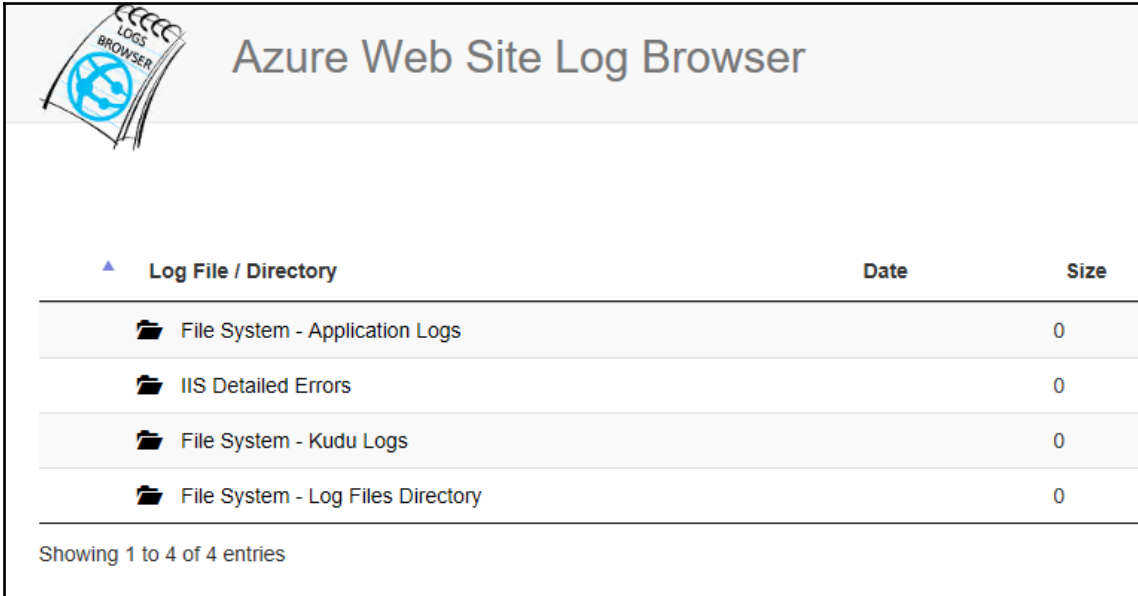 LOGS
BROWSER
Azure Web Site Log Browser
Log File / Directory Date Size
File System - Application Logs 0
IIS Detailed Errors 0
File System - Kudu Logs 0
File System - Log Files Directory 0
Showing 1 to 4 of 4 entries